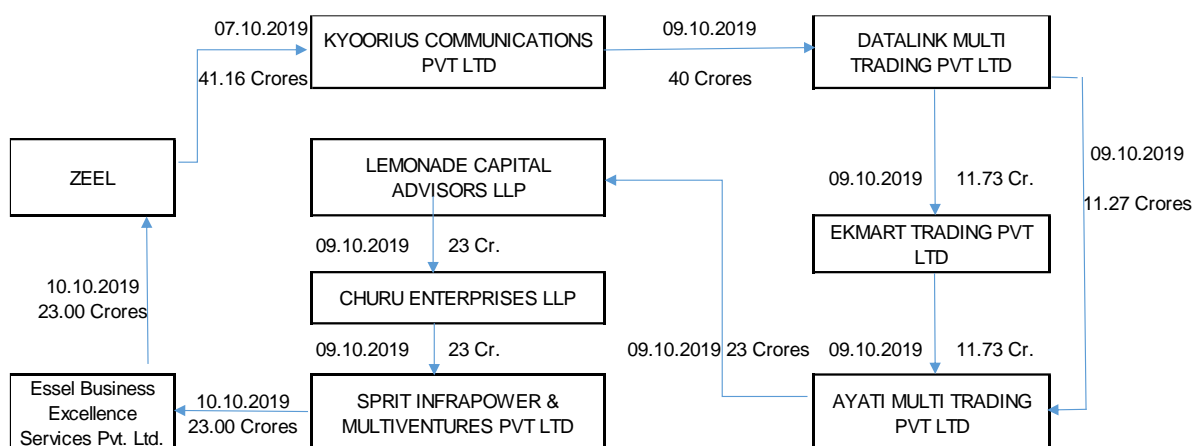 07.10.2019
41.16 Crores
KYOORIUS COMMUNICATIONS
PVT LTD
09.10.2019
40 Crores
DATALINK MULTI
TRADING PVT LTD
ZEEL
LEMONADE CAPITAL
ADVISORS LLP
09.10.2019
11.73 Cr.
09.10.2019
11.27 Crores
EKMART TRADING PVT
LTD
09.10.2019
23 Cr.
CHURU ENTERPRISES LLP
10.10.2019
23.00 Crores
09.10.2019
23 Cr.
09.10.2019 23 Crores
09.10.2019
11.73 Cr.
Essel Business
Excellence
Services Pvt. Ltd.
10.10.2019
23.00 Crores
SPRIT INFRAPOWER &
MULTIVENTURES PVT LTD
AYATI MULTI TRADING
PVT LTD